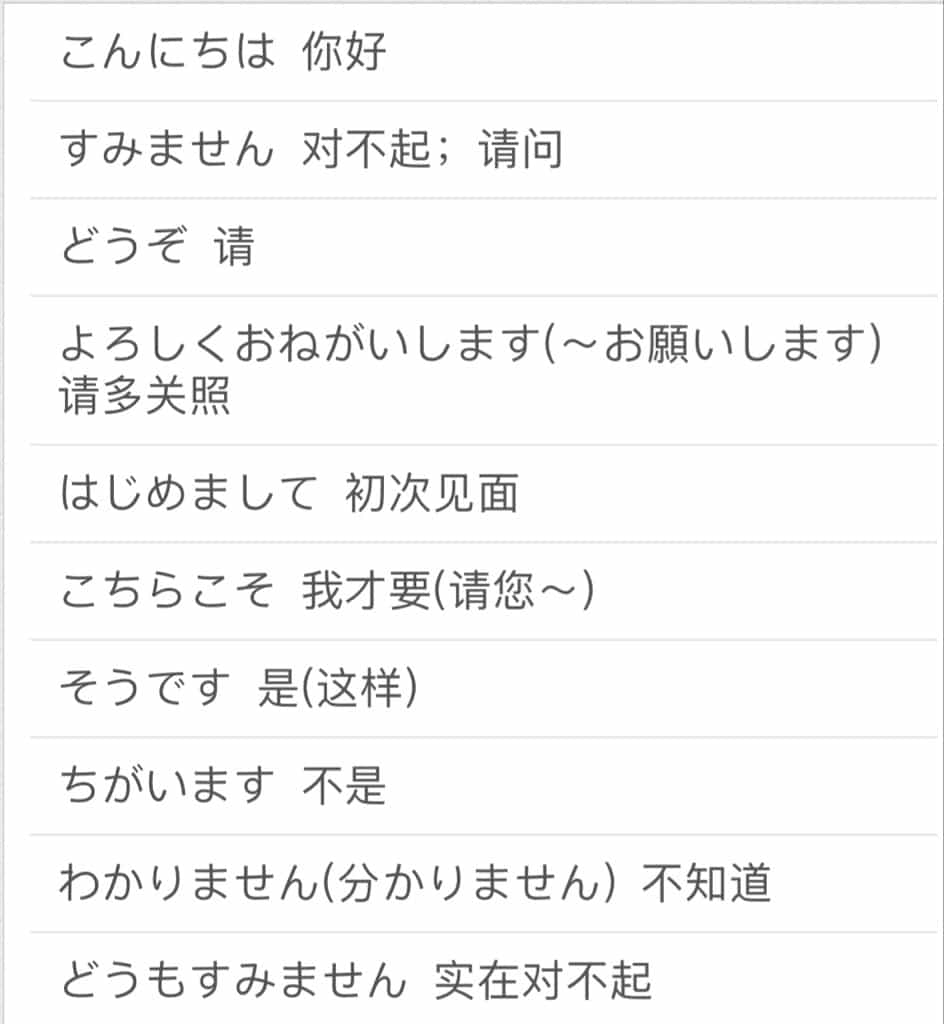 こんにちは 你好
すみません 对不起；请问
どうぞ 请
よろしくおねがいします(～お願いします)
请多关照
はじめまして 初次见面
こちらこそ 我才要(请您～)
そうです 是(这样)
ちがいます 不是
わかりません(分かりません) 不知道
どうもすみません 实在对不起